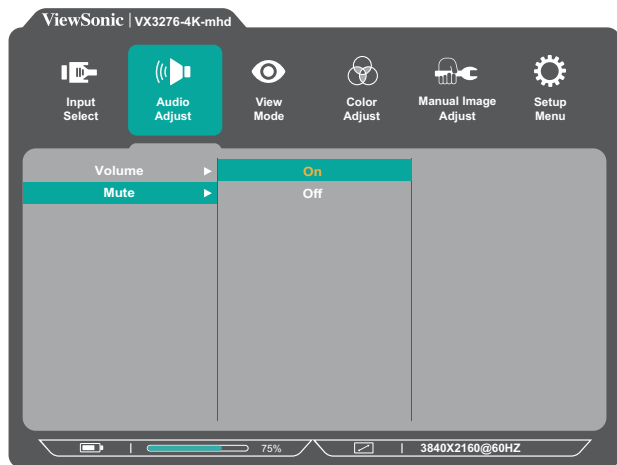 ViewSonic | VX3276-4K-mhd
Input Select
Audio Adjust
View Mode
Color Adjust
Manual Image Adjust
Setup Menu
Volume
On
Mute
Off
75%
3840X2160@60HZ